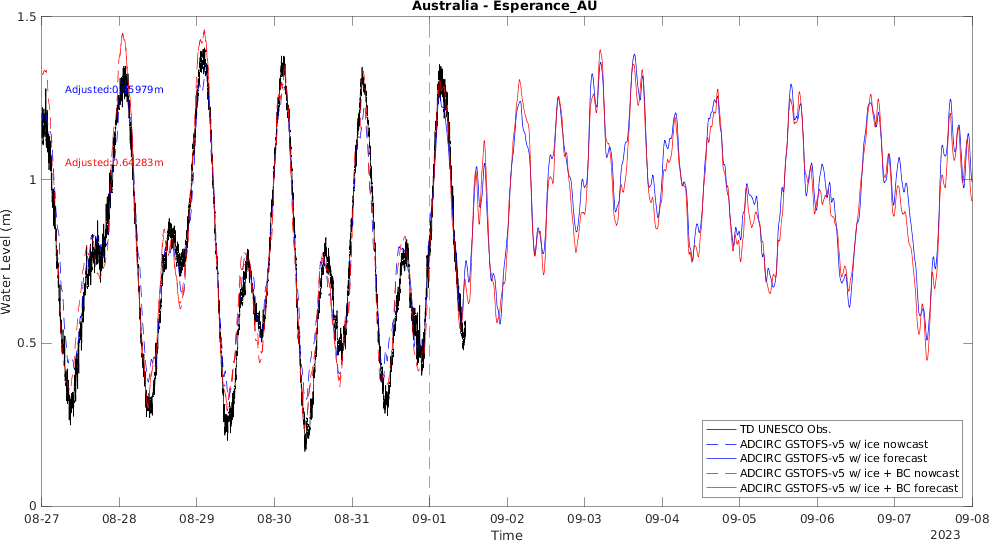 Australia - Esperance_AU
1.5
1
0.5
0
Water Level (m)
Adjusted:0.65979m
Adjusted:0.64283m
TD UNESCO Obs.
ADCIRC GSTOFS-v5 w/ ice nowcast
ADCIRC GSTOFS-v5 w/ ice forecast
ADCIRC GSTOFS-v5 w/ ice + BC nowcast
ADCIRC GSTOFS-v5 w/ ice + BC forecast
08-27 08-28 08-29 08-30 08-31 09-01 09-02 09-03 09-04 09-05 09-06 09-07 09-08
Time
2023